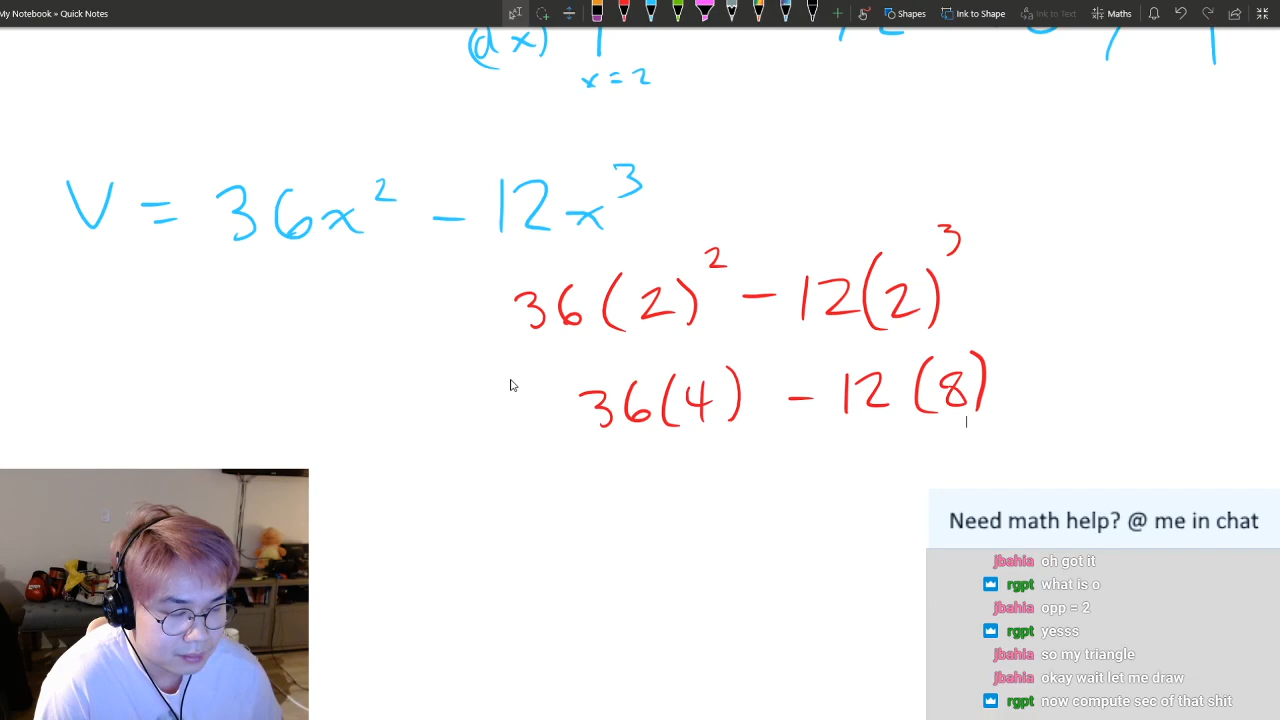 My Notebook » Quick Notes
Shapes
Ink to Shape
Ink to Text
Maths
(dx)
x = 2
V = 36x² - 12x³
36(2)² - 12(2)³
36(4) - 12(8)
Need math help? @ me in chat
jbahia oh got it
rgpt what is o
jbahia opp = 2
rgpt yesss
jbahia so my triangle
jbahia okay wait let me draw
rgpt now compute sec of that shit